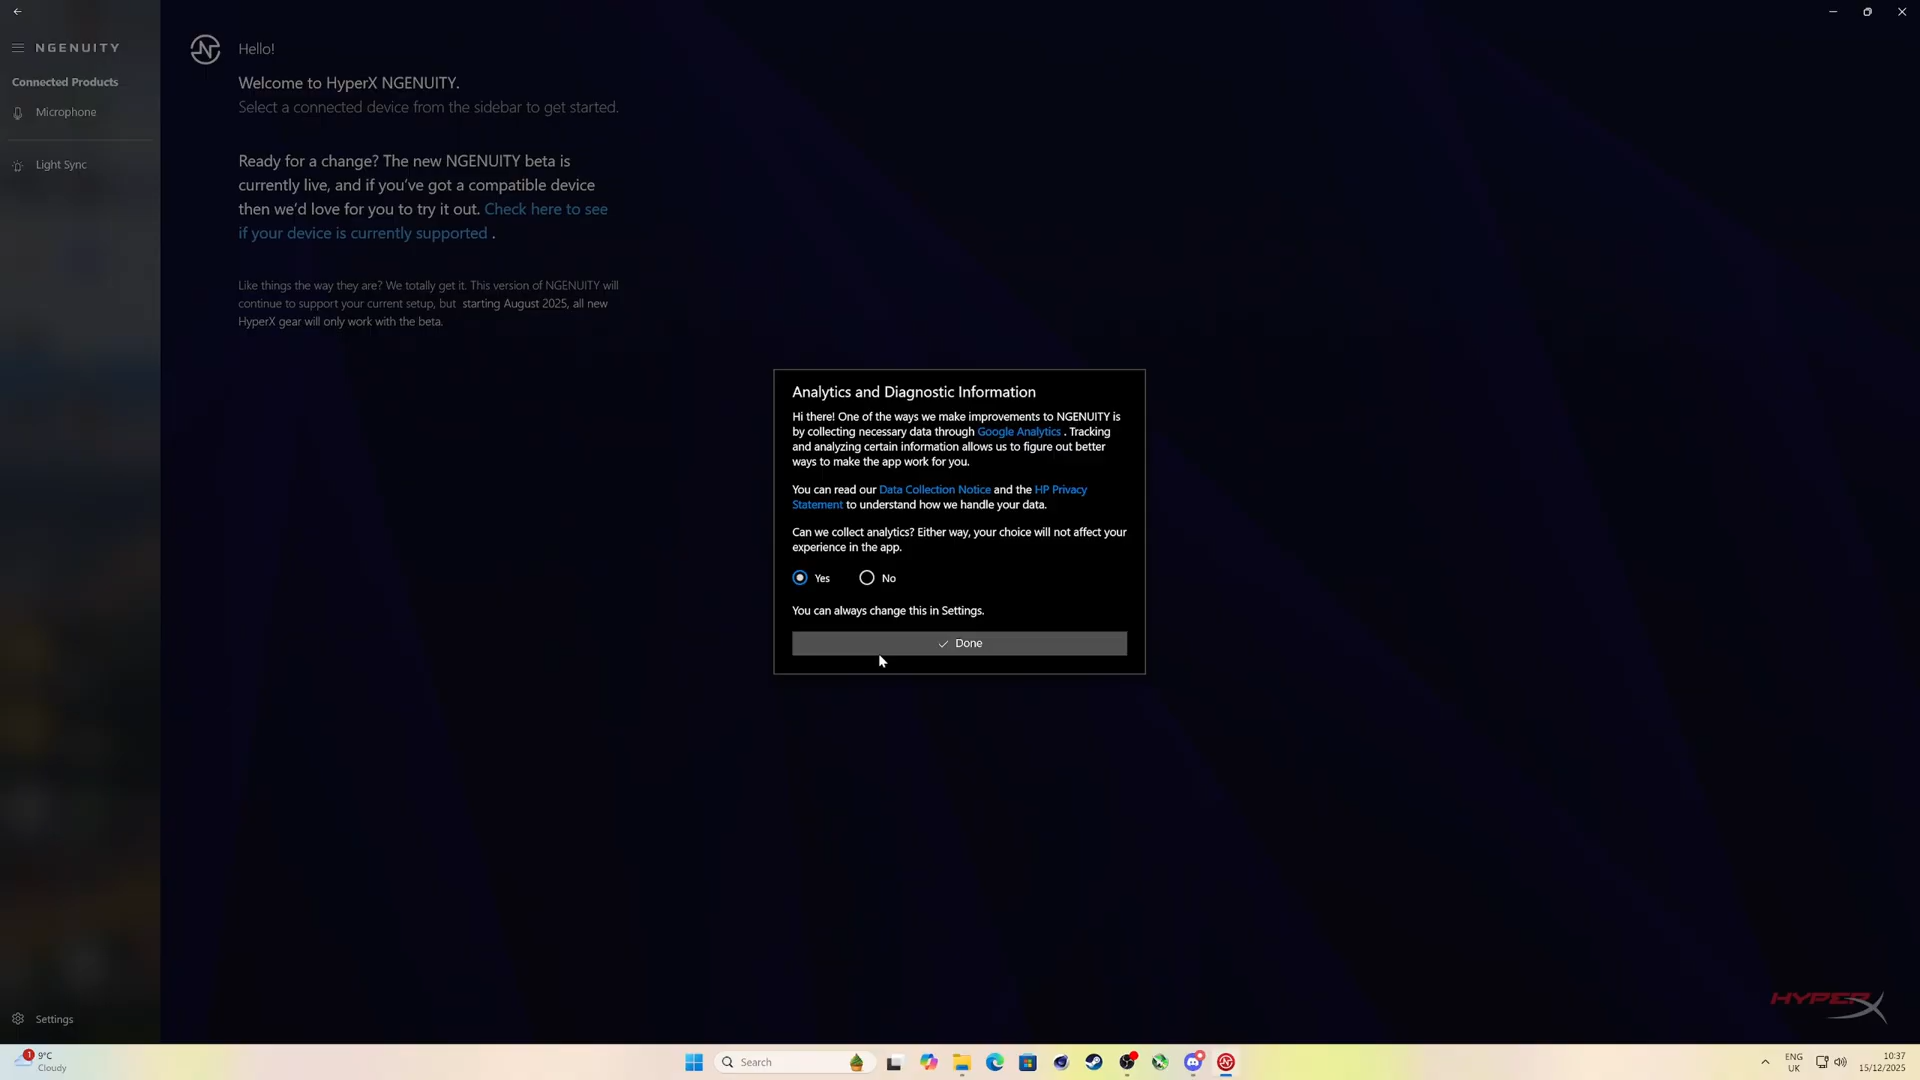 NGENUITY
Connected Products
Microphone
Light Sync
Settings
Hello!
Welcome to HyperX NGENUITY.
Select a connected device from the sidebar to get started.
Ready for a change? The new NGENUITY beta is
currently live, and if you've got a compatible device
then we'd love for you to try it out. Check here to see
if your device is currently supported .
Like things the way they are? We totally get it. This version of NGENUITY will
continue to support your current setup, but starting August 2025, all new
HyperX gear will only work with the beta.
Analytics and Diagnostic Information
Hi there! One of the ways we make improvements to NGENUITY is
by collecting necessary data through Google Analytics . Tracking
and analyzing certain information allows us to figure out better
ways to make the app work for you.
You can read our Data Collection Notice and the HP Privacy
Statement to understand how we handle your data.
Can we collect analytics? Either way, your choice will not affect your
experience in the app.
Yes No
You can always change this in Settings.
Done
HYPERX
1
9°C
Cloudy
Search
ENG
UK
10:37
15/12/2025